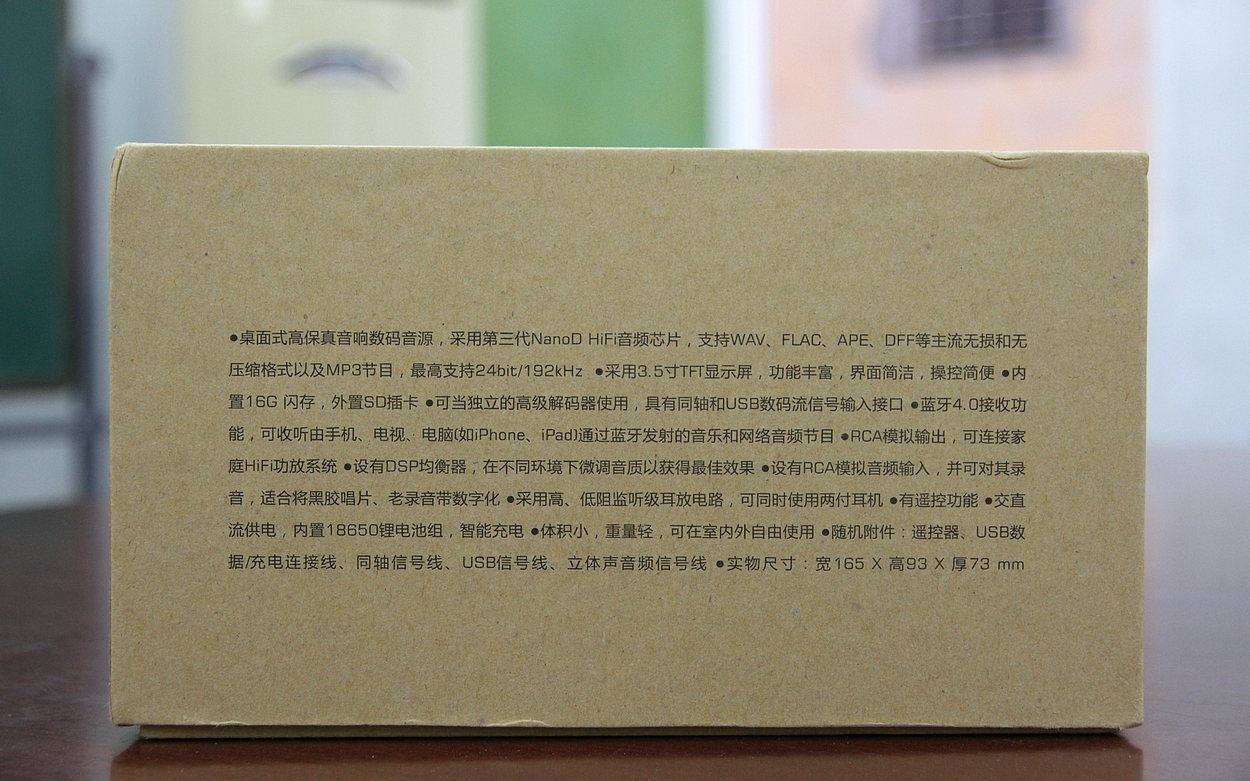 ●桌面式高保真音响数码音源，采用第三代NanoD HiFi音频芯片，支持WAV、FLAC、APE、DFF等主流无损和无
压缩格式以及MP3节目，最高支持24bit/192kHz ●采用3.5寸TFT显示屏，功能丰富，界面简洁，操控简便 ●内
置16G 闪存，外置SD插卡 ●可当独立的高级解码器使用，具有同轴和USB数码流信号输入接口 ●蓝牙4.0接收功
能，可收听由手机、电视、电脑(如iPhone、iPad)通过蓝牙发射的音乐和网络音频节目 ●RCA模拟输出，可连接家
庭HiFi功放系统 ●设有DSP均衡器，在不同环境下微调音质以获得最佳效果 ●设有RCA模拟音频输入，并可对其录
音，适合将黑胶唱片、老录音带数字化 ●采用高、低阻监听级耳放电路，可同时使用两付耳机 ●有遥控功能 ●交直
流供电，内置18650锂电池组，智能充电 ●体积小，重量轻，可在室内外自由使用 ●随机附件：遥控器、USB数
据/充电连接线、同轴信号线、USB信号线、立体声音频信号线 ●实物尺寸：宽165 X 高93 X 厚73 mm